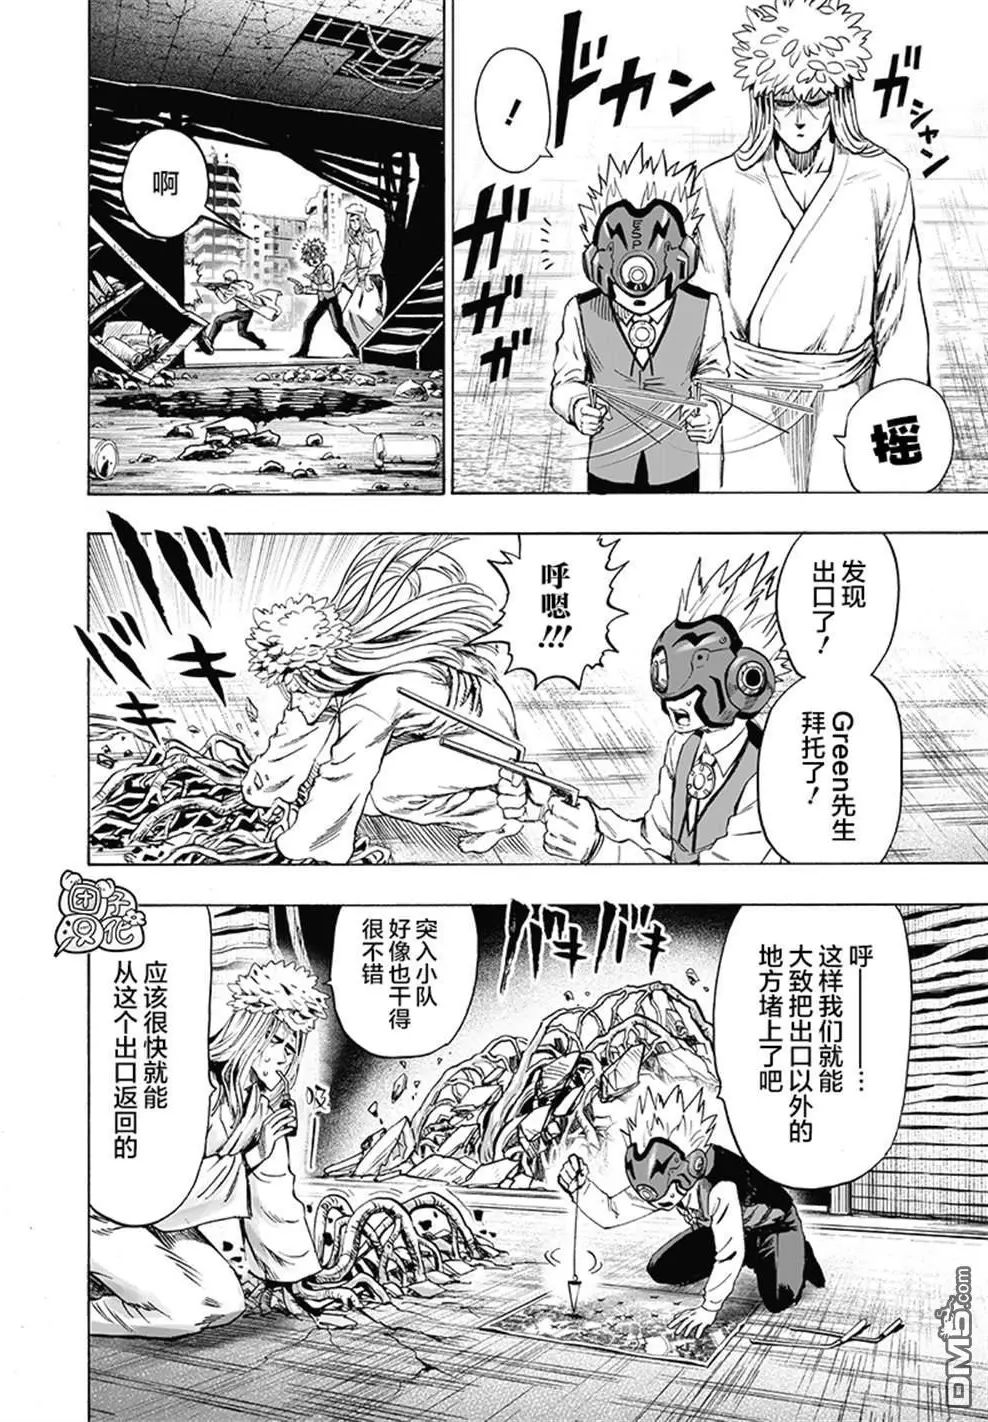 ガシャン
ドカン
！
ESP
ガガガ
摇
啊
发现
出口了！
Green先生
拜托了！
呼
嗯!!!
バキバキ
呼——…
这样我们就能
大致把出口以外的
地方堵上了吧
バキバキ
突入小队
好像也干得
很不错
应该很快就能
从这个出口返回的
团子
汉化
DM5.com